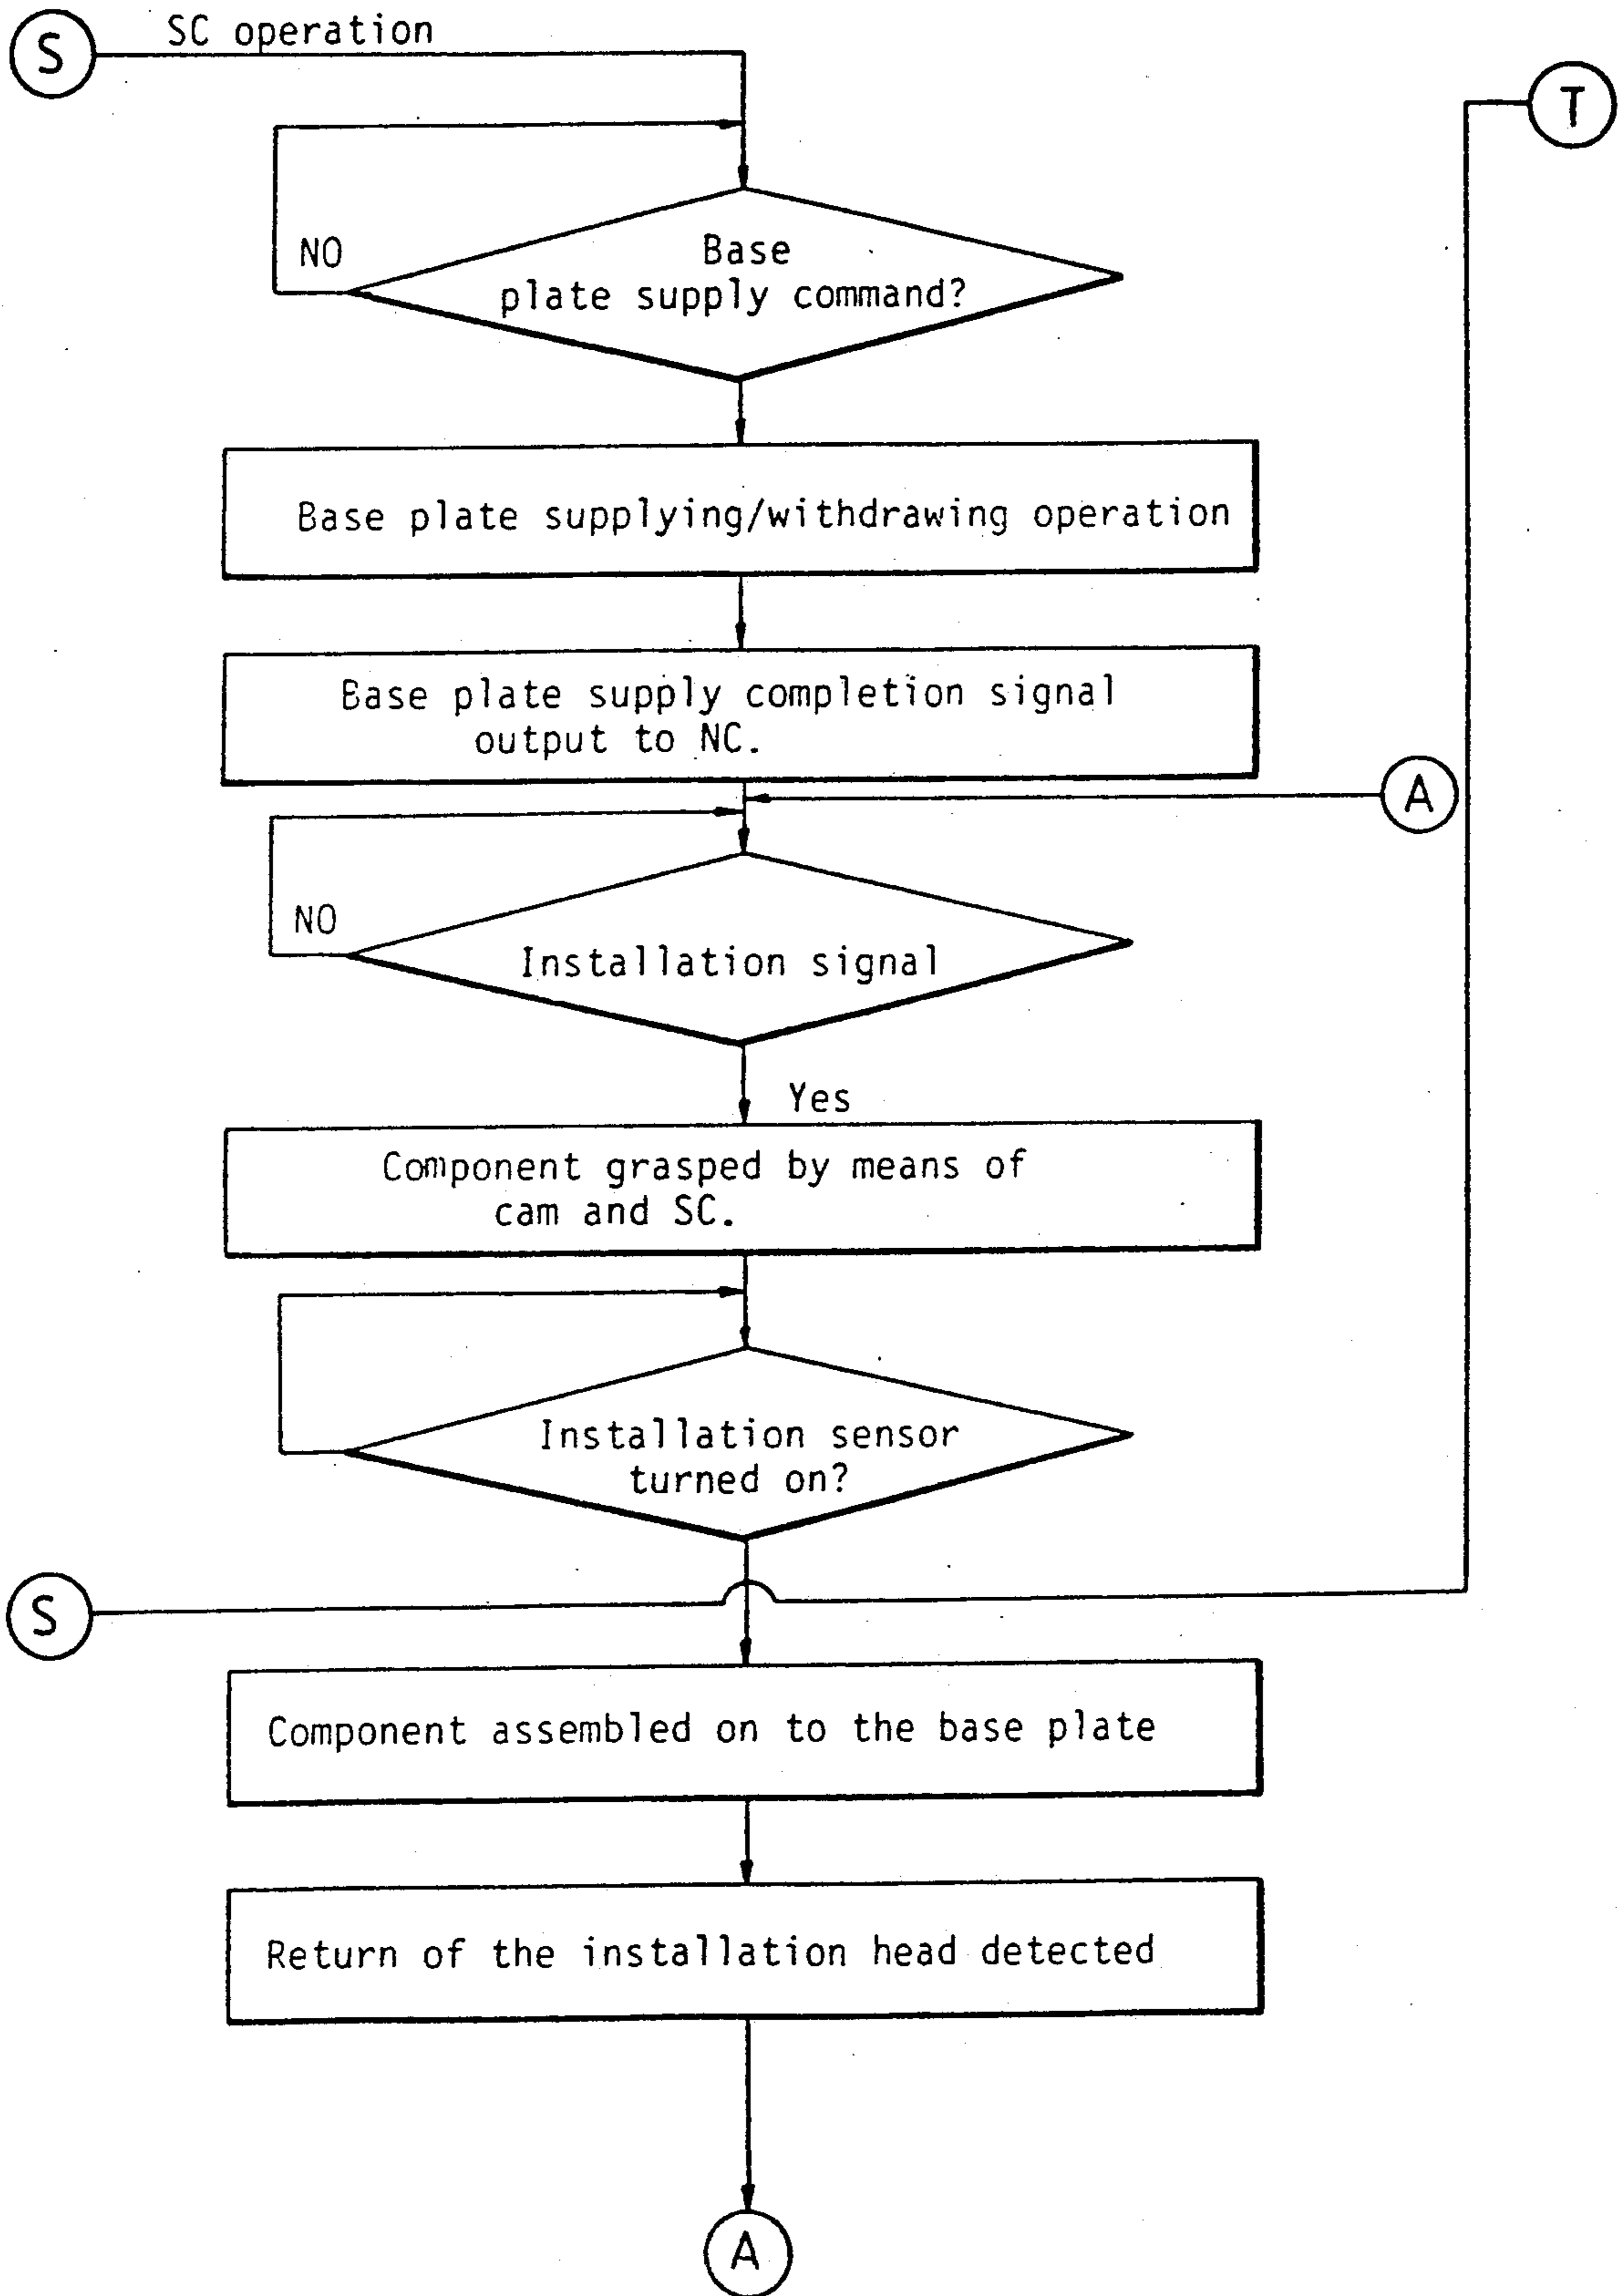 S
SC operation
T
NO
Base
plate supply command?
Base plate supplying/withdrawing operation
Base plate supply completion signal
output to NC.
A
NO
Installation signal
Yes
Component grasped by means of
cam and SC.
Installation sensor
turned on?
S
Component assembled on to the base plate
Return of the installation head detected
A